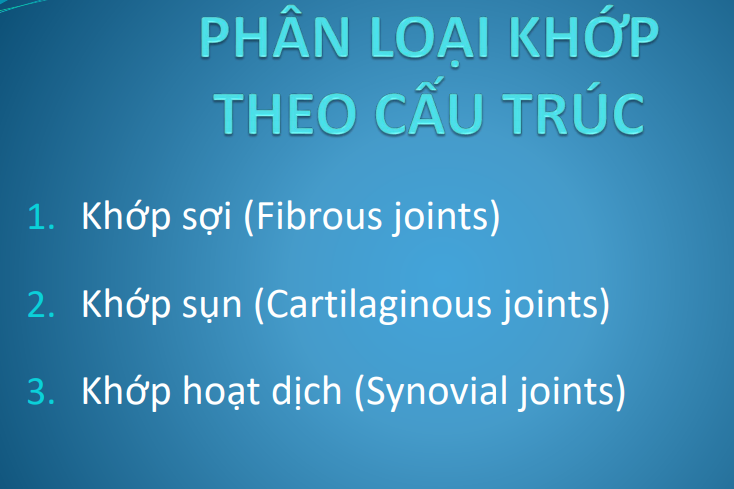 PHÂN LOẠI KHỚP
THEO CẤU TRÚC
1. Khớp sợi (Fibrous joints)
2. Khớp sụn (Cartilaginous joints)
3. Khớp hoạt dịch (Synovial joints)